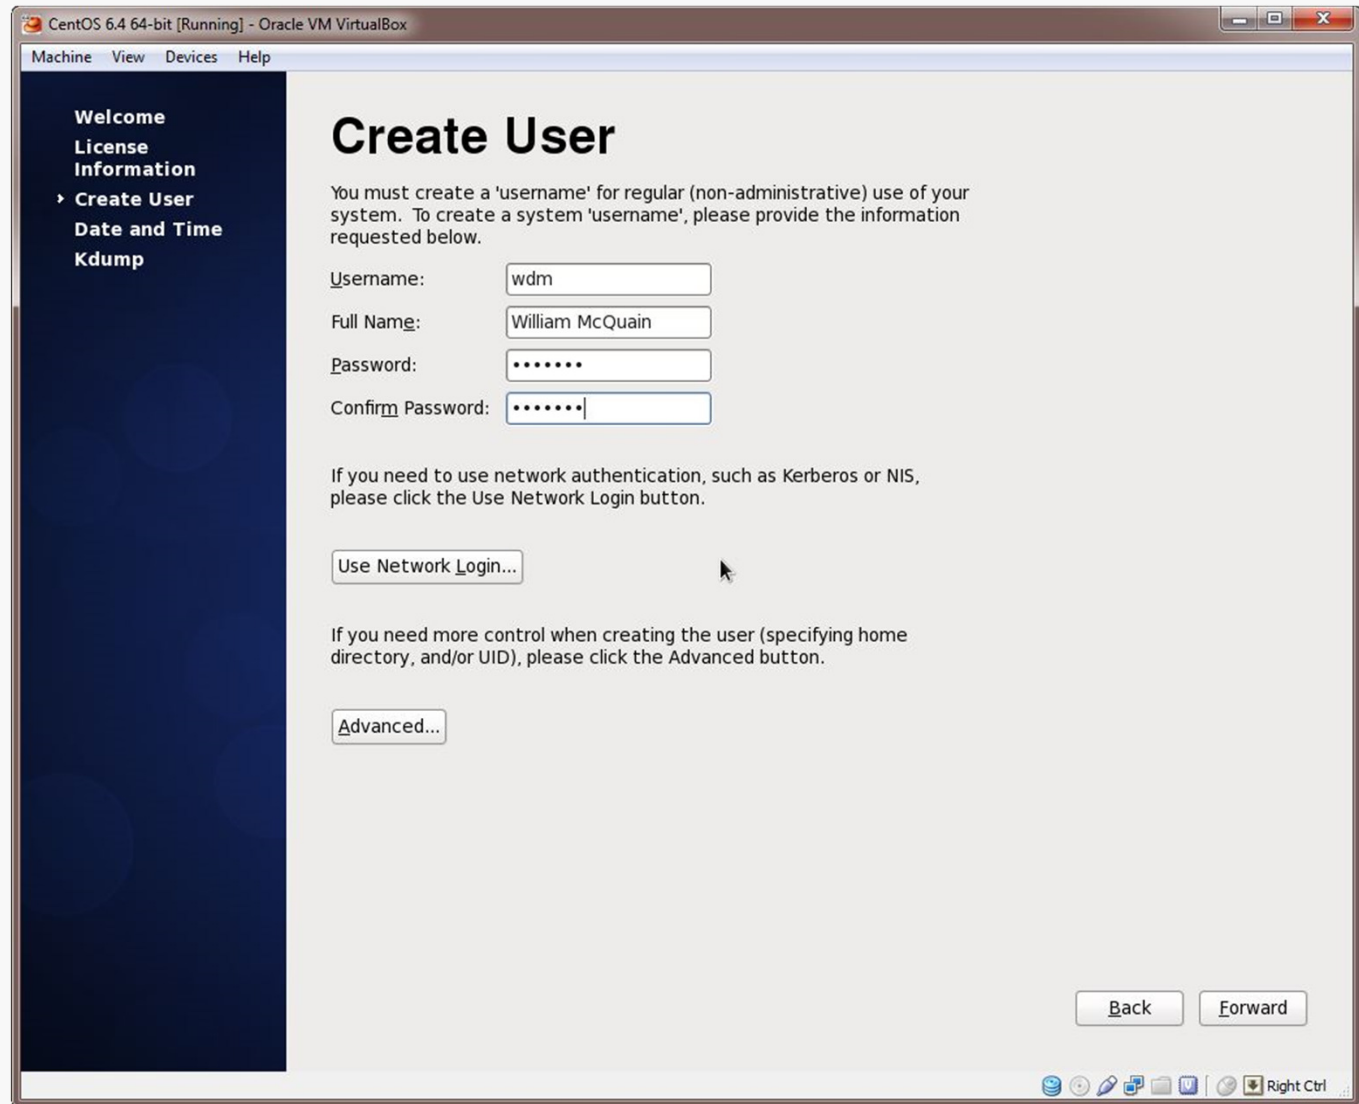 CentOS 6.4 64-bit [Running] - Oracle VM VirtualBox
Machine View Devices Help
Welcome
License
Information
Create User
Date and Time
Kdump
Create User
You must create a 'username' for regular (non-administrative) use of your
system.  To create a system 'username', please provide the information
requested below.
Username: wdm
Full Name: William McQuain
Password: •••••••
Confirm Password: •••••••
If you need to use network authentication, such as Kerberos or NIS,
please click the Use Network Login button.
Use Network Login...
If you need more control when creating the user (specifying home
directory, and/or UID), please click the Advanced button.
Advanced...
Back Forward
Right Ctrl